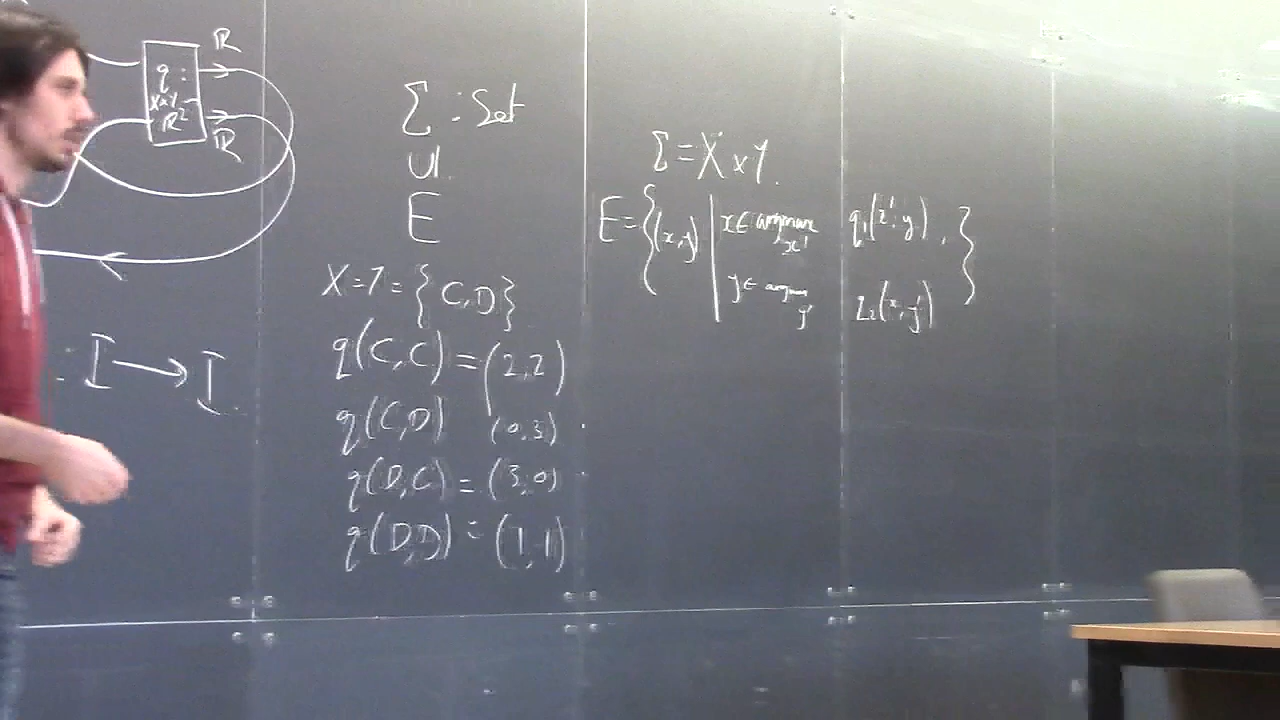 ℝ
q :
X×Y →
ℝ²
ℝ
: I → I
Σ : Set
∪|
E
X=Y={C,D}
q(C,C) = (2,2)
q(C,D) (0,3)
q(D,C) = (3,0)
q(D,D) = (1,1)
Σ = X × Y.
E = {(x,y) | x ∈ argmax x' q₁(x', y),
y ∈ argmax y' q₂(x, y') }